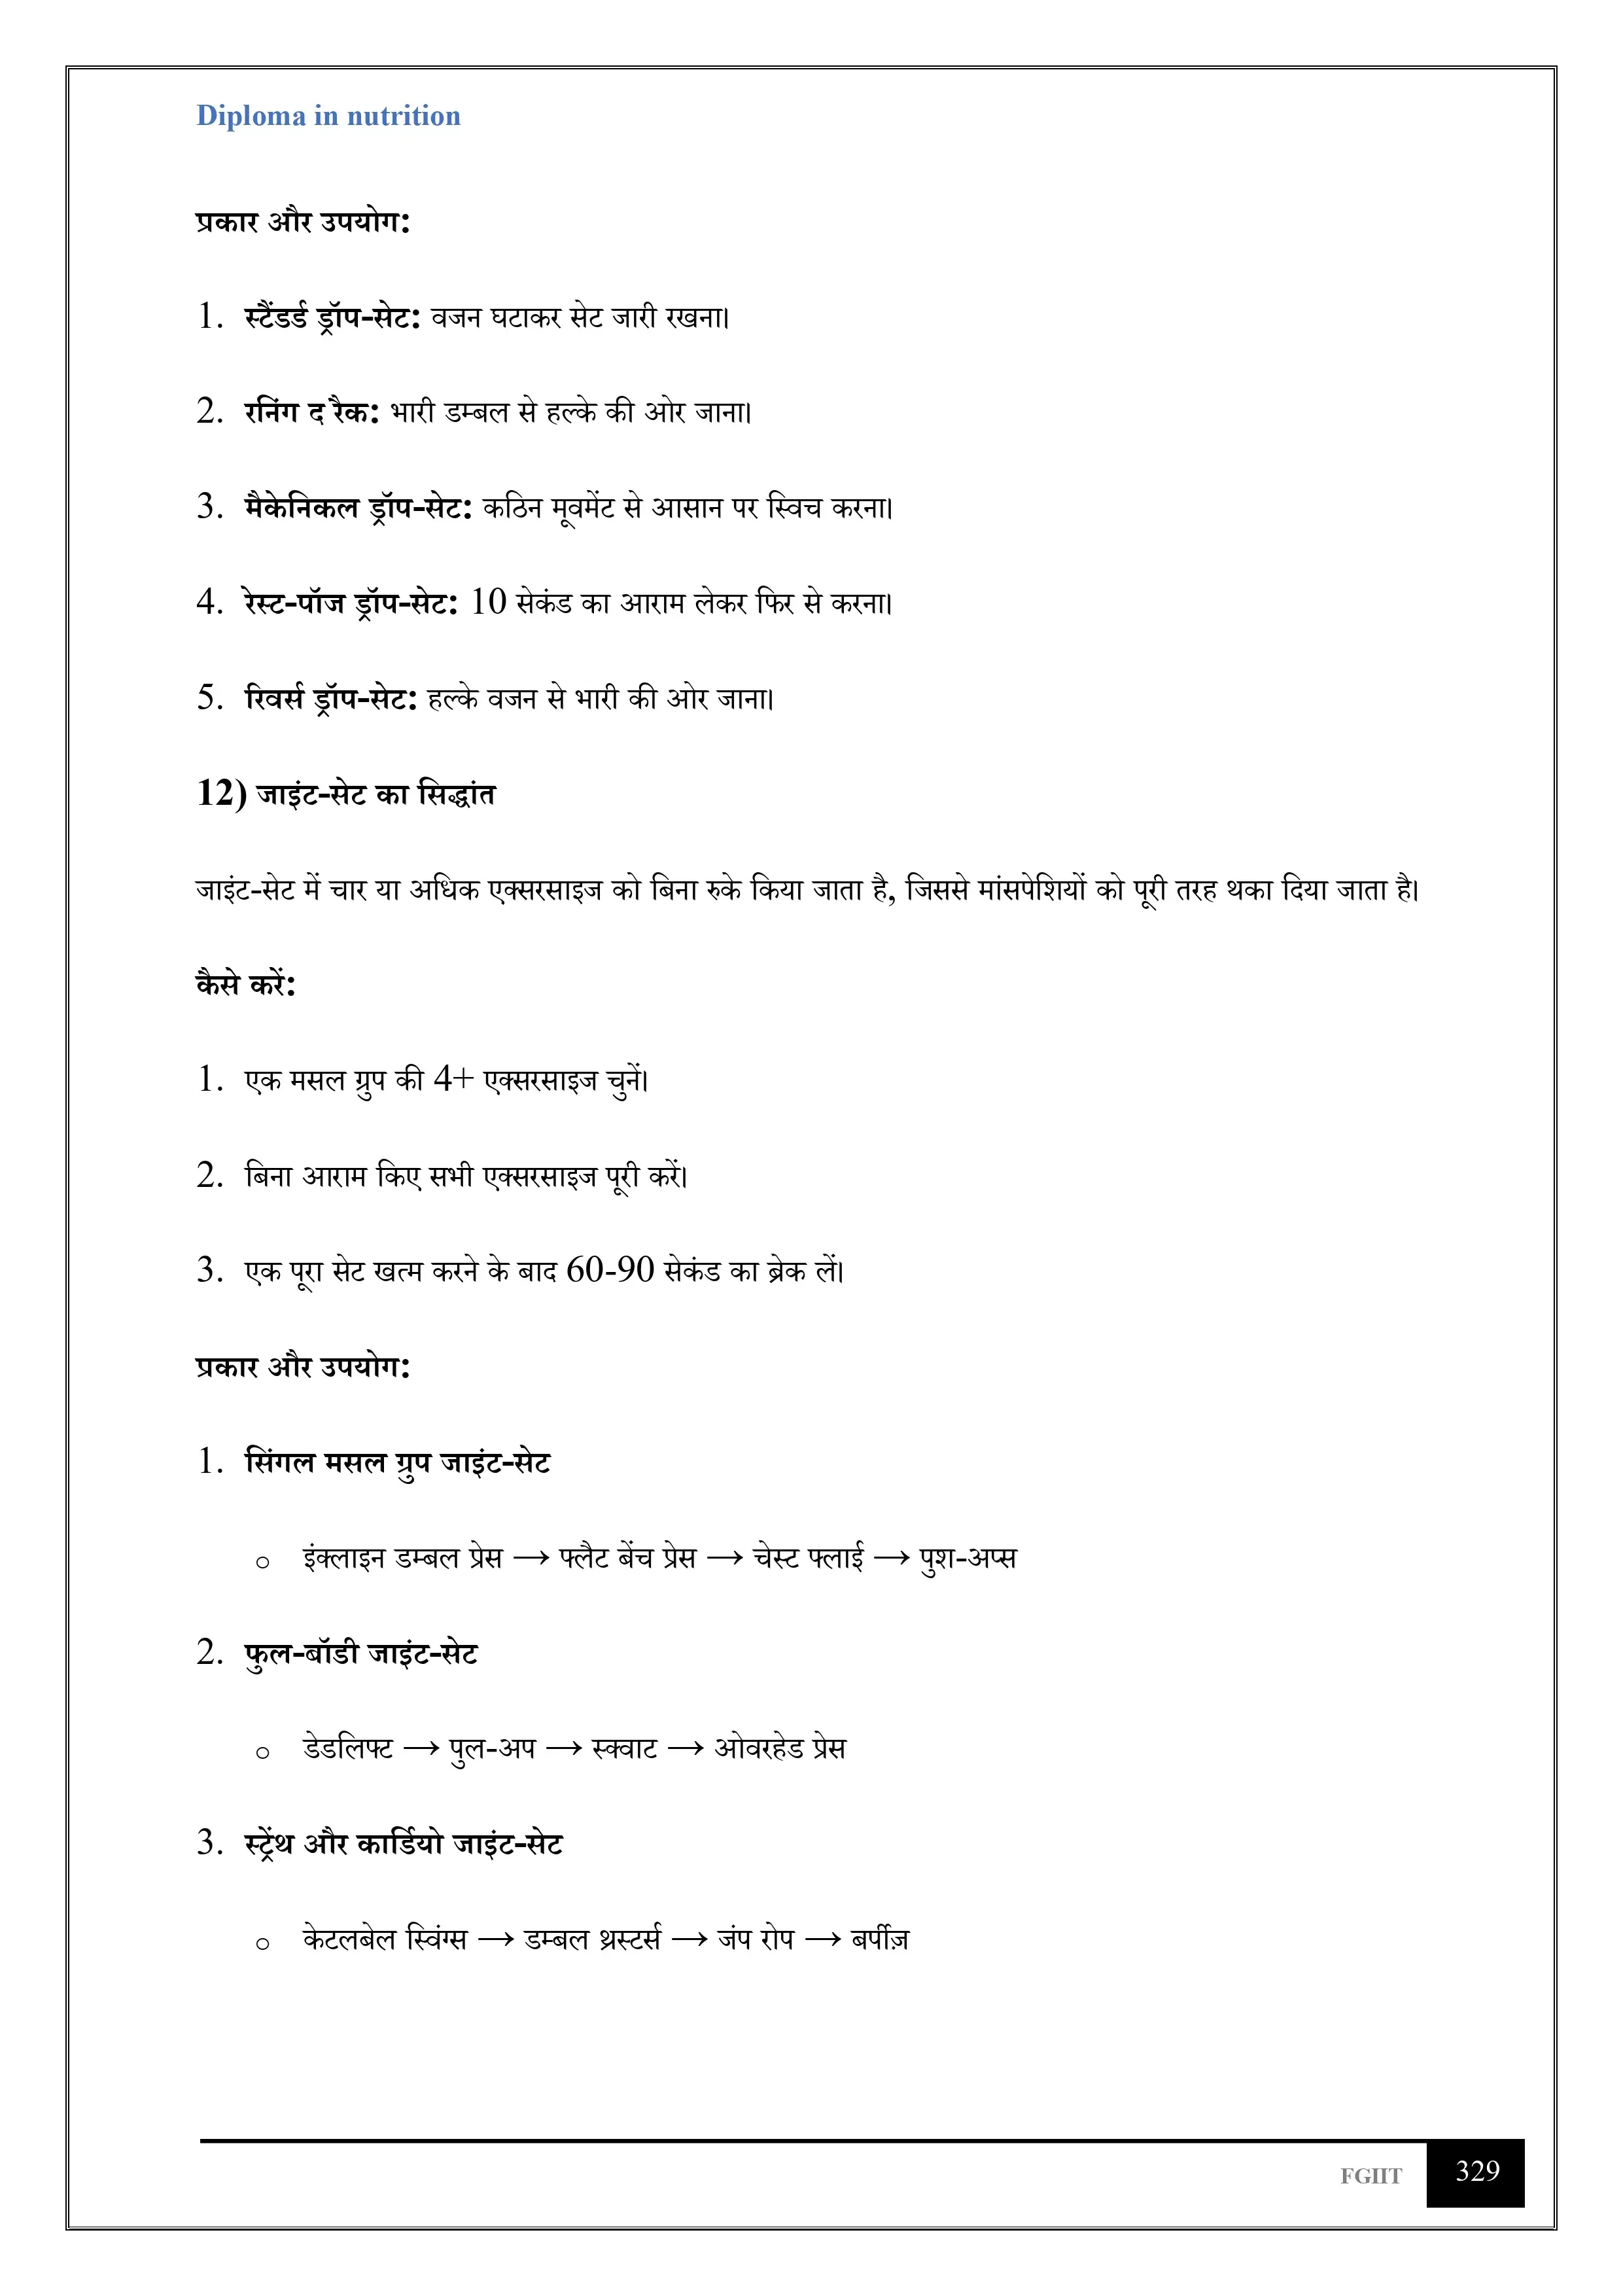 Diploma in nutrition
प्रकार और उपयोग:
1. स्टैंडर्ड ड्रॉप-सेट: वजन घटाकर सेट जारी रखना।
2. रनिंग द रैक: भारी डम्बल से हल्के की ओर जाना।
3. मैकेनिकल ड्रॉप-सेट: कठिन मूवमेंट से आसान पर स्विच करना।
4. रेस्ट-पॉज ड्रॉप-सेट: 10 सेकंड का आराम लेकर फिर से करना।
5. रिवर्स ड्रॉप-सेट: हल्के वजन से भारी की ओर जाना।
12) जाइंट-सेट का सिद्धांत
जाइंट-सेट में चार या अधिक एक्सरसाइज को बिना रुके किया जाता है, जिससे मांसपेशियों को पूरी तरह थका दिया जाता है।
कैसे करें:
1. एक मसल ग्रुप की 4+ एक्सरसाइज चुनें।
2. बिना आराम किए सभी एक्सरसाइज पूरी करें।
3. एक पूरा सेट खत्म करने के बाद 60-90 सेकंड का ब्रेक लें।
प्रकार और उपयोग:
1. सिंगल मसल ग्रुप जाइंट-सेट
o इंक्लाइन डम्बल प्रेस → फ्लैट बेंच प्रेस → चेस्ट फ्लाई → पुश-अप्स
2. फुल-बॉडी जाइंट-सेट
o डेडलिफ्ट → पुल-अप → स्क्वाट → ओवरहेड प्रेस
3. स्ट्रेंथ और कार्डियो जाइंट-सेट
o केटलबेल स्विंग्स → डम्बल थ्रस्टर्स → जंप रोप → बर्पीज़
FGIIT 329